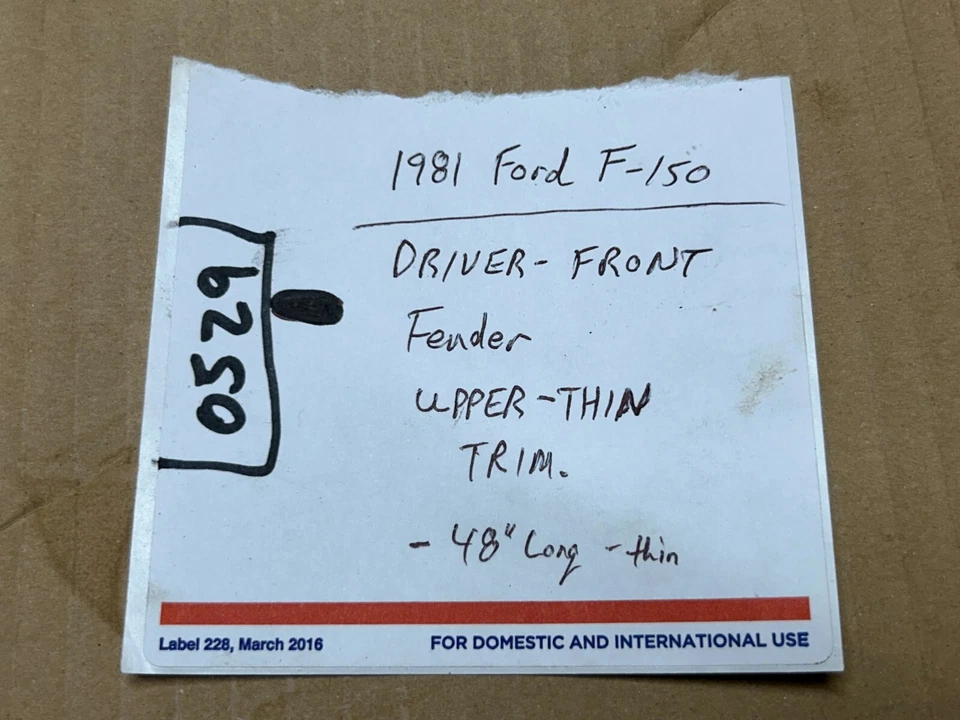 1981 Ford F-150
DRIVER - FRONT
Fender
UPPER - THIN
TRIM.
- 48" Long - thin
0529
Label 228, March 2016
FOR DOMESTIC AND INTERNATIONAL USE